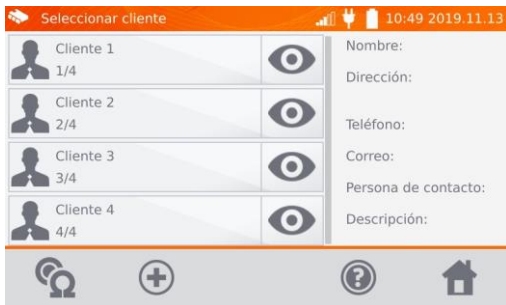 Seleccionar cliente
10:49 2019.11.13
Cliente 1
1/4
Cliente 2
2/4
Cliente 3
3/4
Cliente 4
4/4
Nombre:
Dirección:
Teléfono:
Correo:
Persona de contacto:
Descripción: